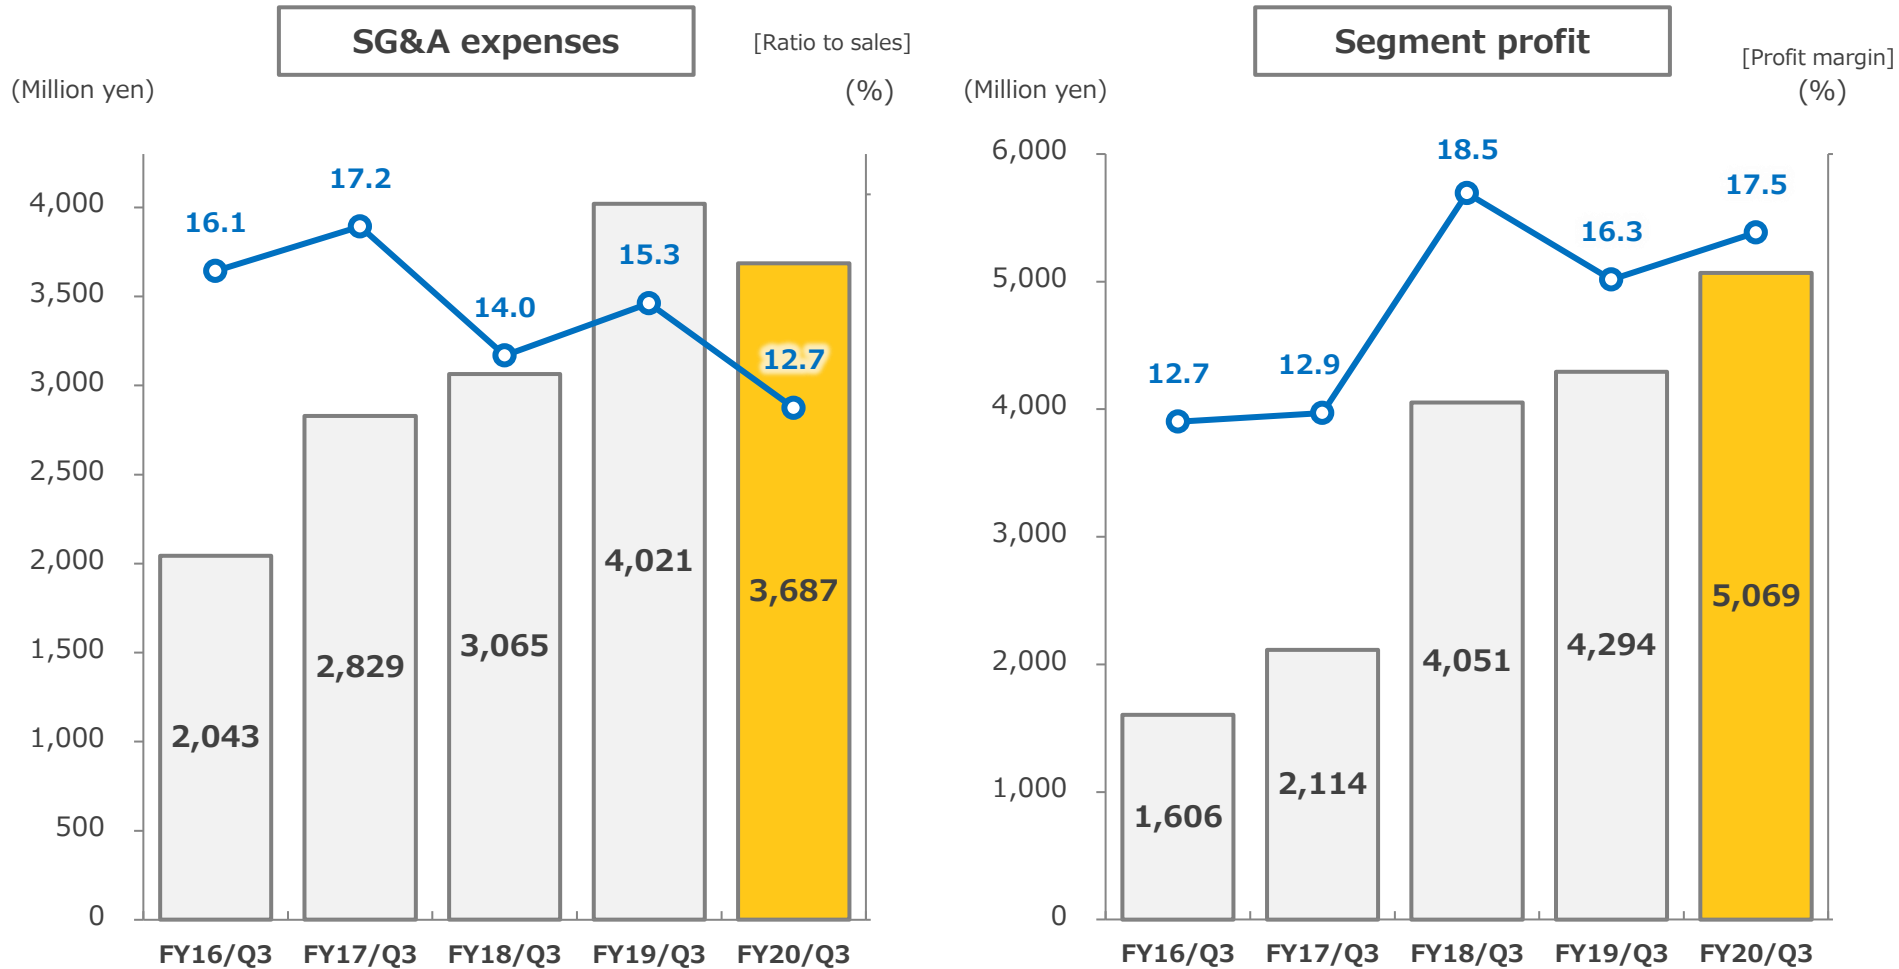 SG&A expenses
[Ratio to sales]
(Million yen)
(%)
4,000
3,500
3,000
2,500
2,000
1,500
1,000
500
0
16.1
17.2
14.0
15.3
12.7
2,043
2,829
3,065
4,021
3,687
FY16/Q3
FY17/Q3
FY18/Q3
FY19/Q3
FY20/Q3
Segment profit
[Profit margin]
(Million yen)
(%)
6,000
5,000
4,000
3,000
2,000
1,000
0
12.7
12.9
18.5
16.3
17.5
1,606
2,114
4,051
4,294
5,069
FY16/Q3
FY17/Q3
FY18/Q3
FY19/Q3
FY20/Q3